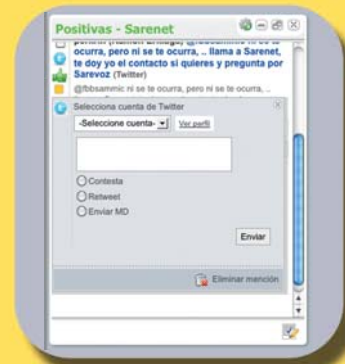 Positivas - Sarenet
ocurra, pero ni se te ocurra, .. llama a Sarenet,
te doy yo el contacto si quieres y pregunta por
Sarevoz (Twitter)
@fbbsammic ni se te ocurra, pero ni se te ocurra, ..
Selecciona cuenta de Twitter
-Seleccione cuenta-
Ver perfil
Contesta
Retweet
Enviar MD
Enviar
Eliminar mención